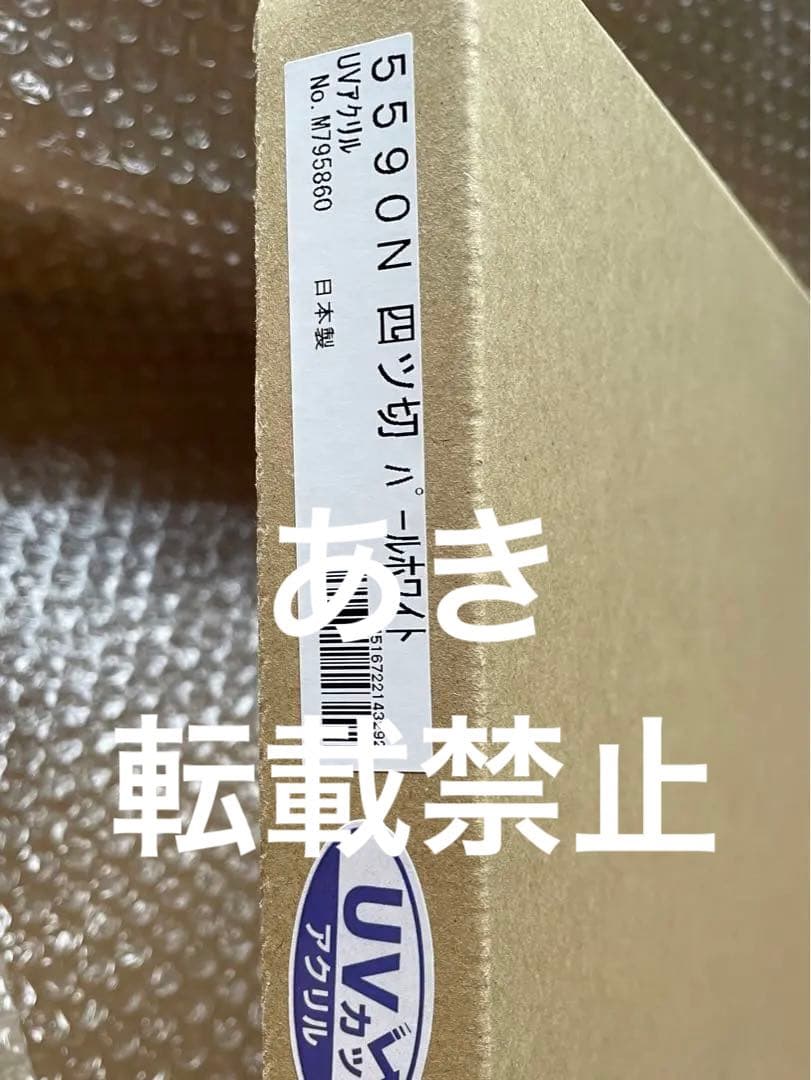 5590N 四ツ切 パールホワイト
UVアクリル
No. M795860 日本製
516722143292
あき
転載禁止
UVカッ
アクリル